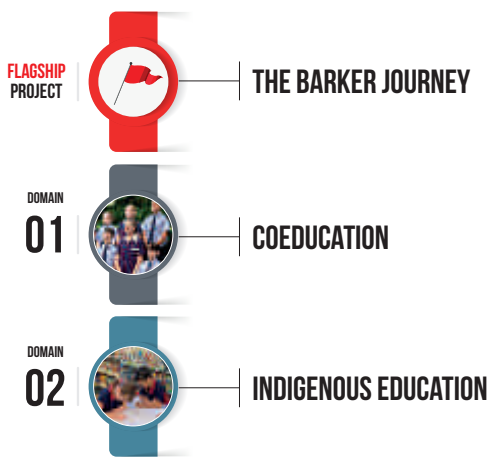 FLAGSHIP
PROJECT
THE BARKER JOURNEY
DOMAIN
01
COEDUCATION
DOMAIN
02
INDIGENOUS EDUCATION